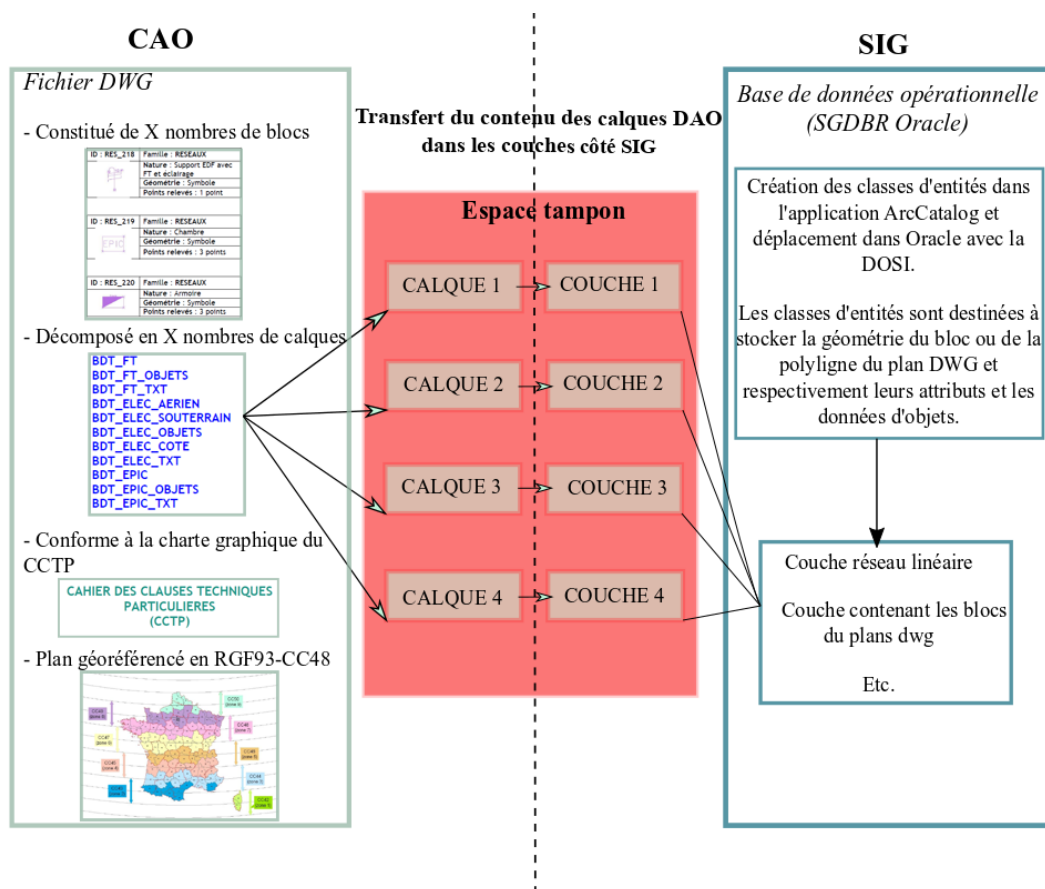 CAO
Fichier DWG
- Constitué de X nombres de blocs
ID : RES_218 Famille : RESEAUX
Nature : Support EDF avec
FT et éclairage
Géométrie : Symbole
Points relevés : 1 point
ID : RES_219 Famille : RESEAUX
EPIC
Nature : Chambre
Géométrie : Symbole
Points relevés : 3 points
ID : RES_220 Famille : RESEAUX
Nature : Armoire
Géométrie : Symbole
Points relevés : 3 points
- Décomposé en X nombres de calques
BDT_FT
BDT_FT_OBJETS
BDT_FT_TXT
BDT_ELEC_AERIEN
BDT_ELEC_SOUTERRAIN
BDT_ELEC_OBJETS
BDT_ELEC_COTE
BDT_ELEC_TXT
BDT_EPIC
BDT_EPIC_OBJETS
BDT_EPIC_TXT
- Conforme à la charte graphique du
CCTP
CAHIER DES CLAUSES TECHNIQUES
PARTICULIERES
(CCTP)
- Plan géoréférencé en RGF93-CC48
Transfert du contenu des calques DAO
dans les couches côté SIG
Espace tampon
CALQUE 1 COUCHE 1
CALQUE 2 COUCHE 2
CALQUE 3 COUCHE 3
CALQUE 4 COUCHE 4
SIG
Base de données opérationnelle
(SGDBR Oracle)
Création des classes d'entités dans
l'application ArcCatalog et
déplacement dans Oracle avec la
DOSI.
Les classes d'entités sont destinées à
stocker la géométrie du bloc ou de la
polyligne du plan DWG et
respectivement leurs attributs et les
données d'objets.
Couche réseau linéaire
Couche contenant les blocs
du plans dwg
Etc.